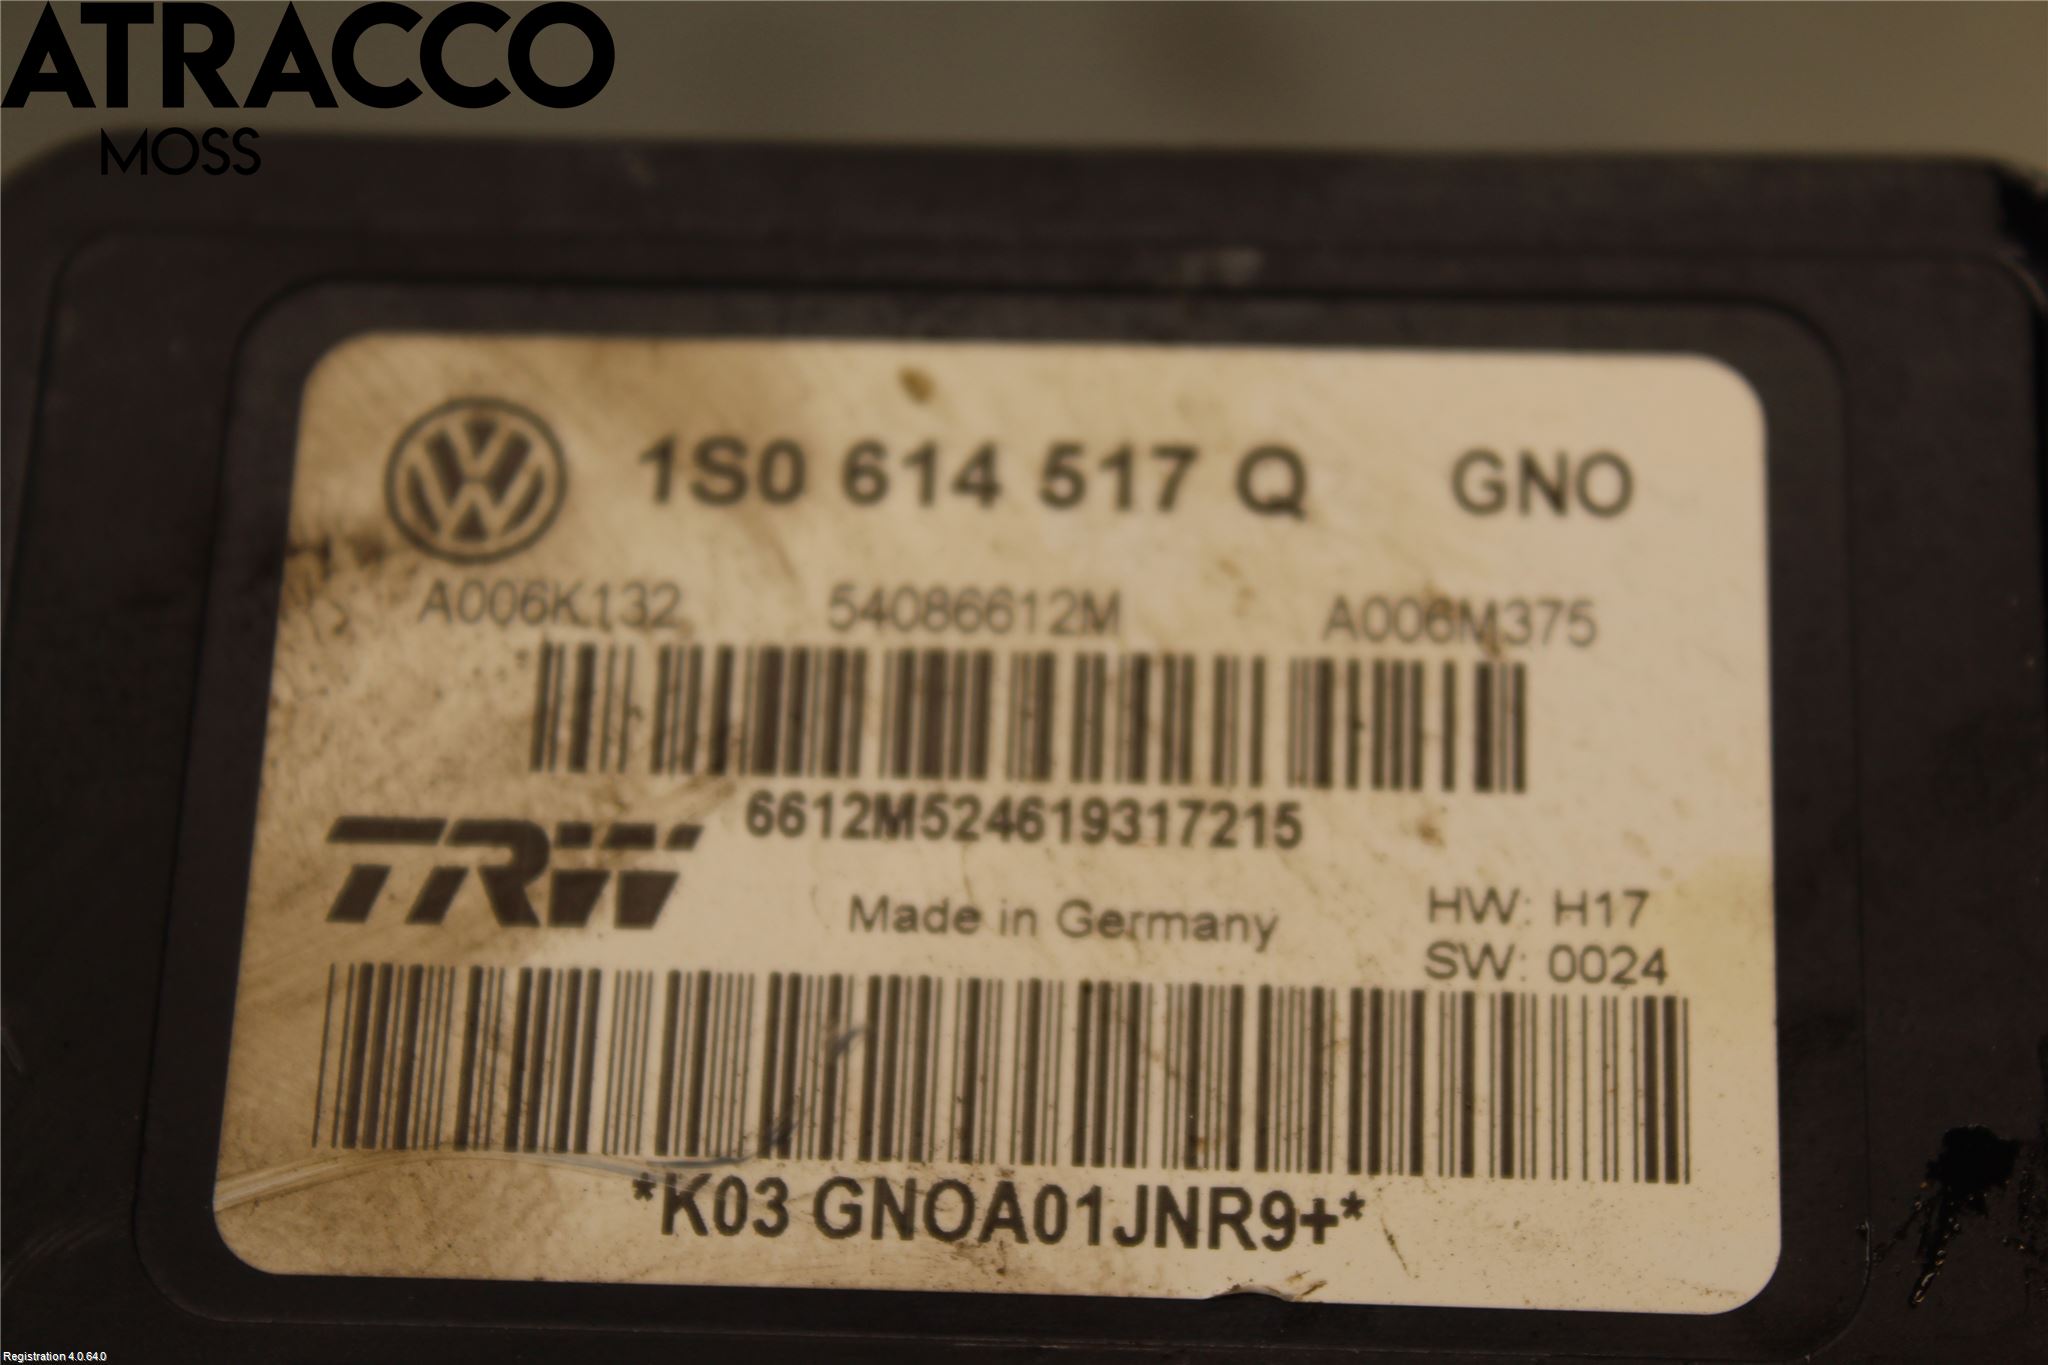 ATRACCO
MOSS
1S0 614 517 Q GNO
A006K132 54086612M A006M375
6612M524619317215
TRW
Made in Germany
HW: H17
SW: 0024
*K03 GNOA01JNR9+*
Registration 4.0.64.0